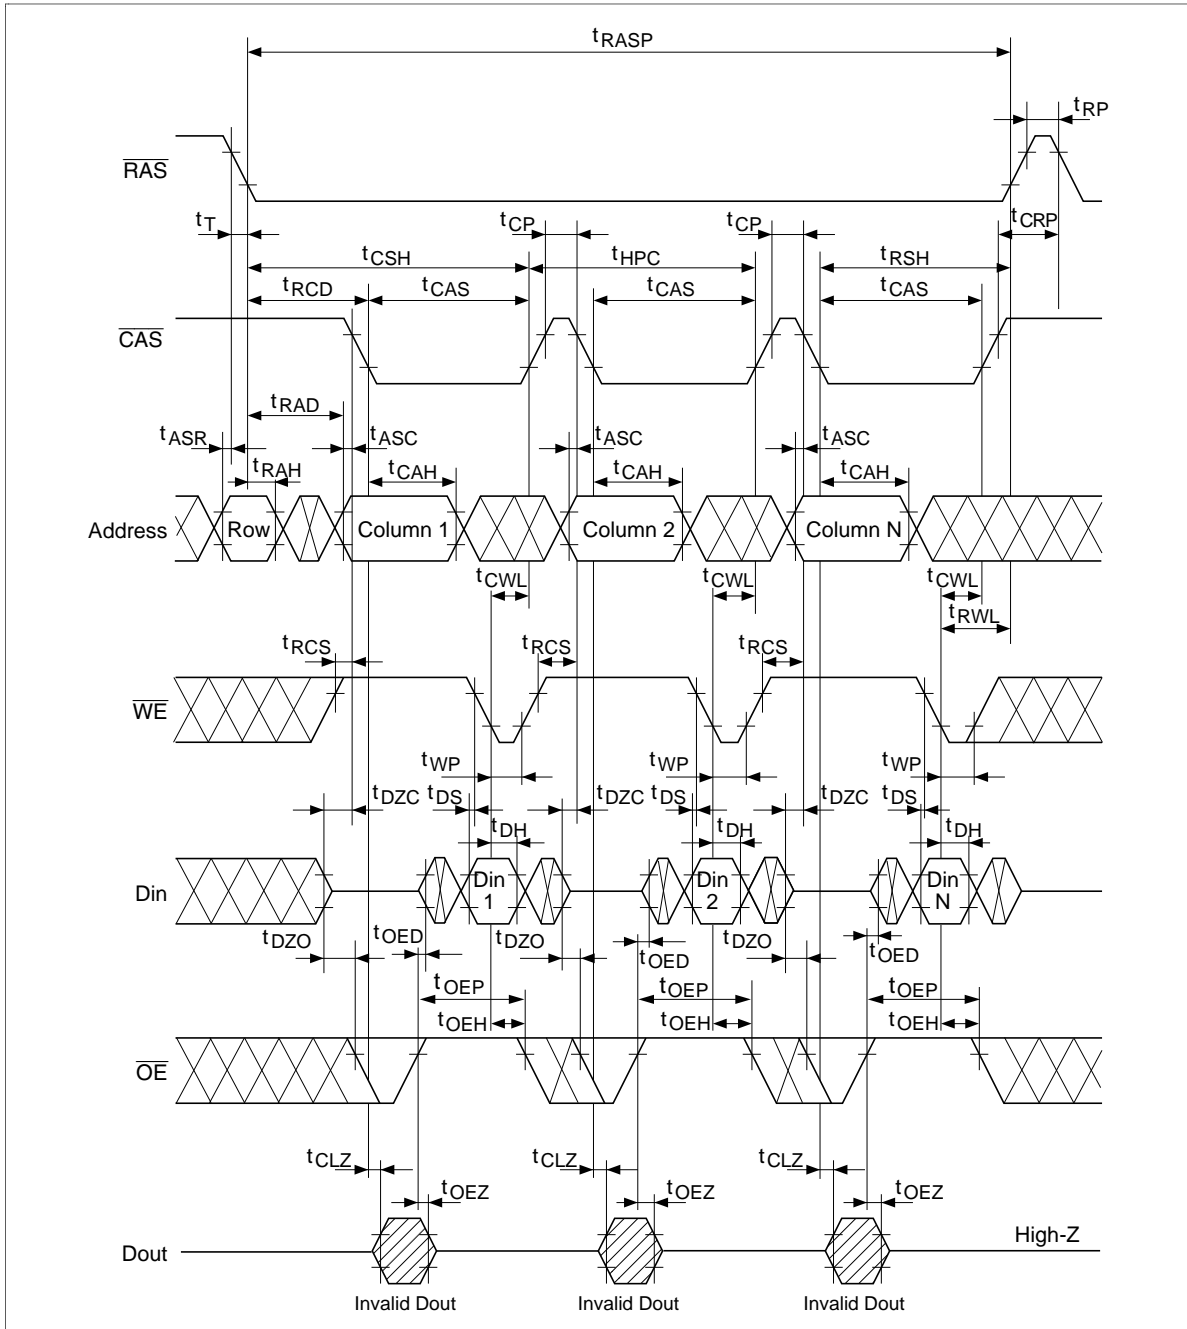 tRASP
tRP
RAS
tT
tCP
tCP
tCRP
tCSH
tHPC
tRSH
tRCD
tCAS
tCAS
tCAS
CAS
tRAD
tASR
tASC
tASC
tASC
tRAH
tCAH
tCAH
tCAH
Address
Row
Column 1
Column 2
Column N
tCWL
tCWL
tCWL
tRWL
tRCS
tRCS
tRCS
WE
tWP
tWP
tWP
tDZC
tDS
tDZC
tDS
tDZC
tDS
tDH
tDH
tDH
Din
Din 1
Din 2
Din N
tDZO
tOED
tDZO
tOED
tDZO
tOED
tOEP
tOEP
tOEP
tOEH
tOEH
tOEH
OE
tCLZ
tCLZ
tCLZ
tOEZ
tOEZ
tOEZ
Dout
High-Z
Invalid Dout
Invalid Dout
Invalid Dout